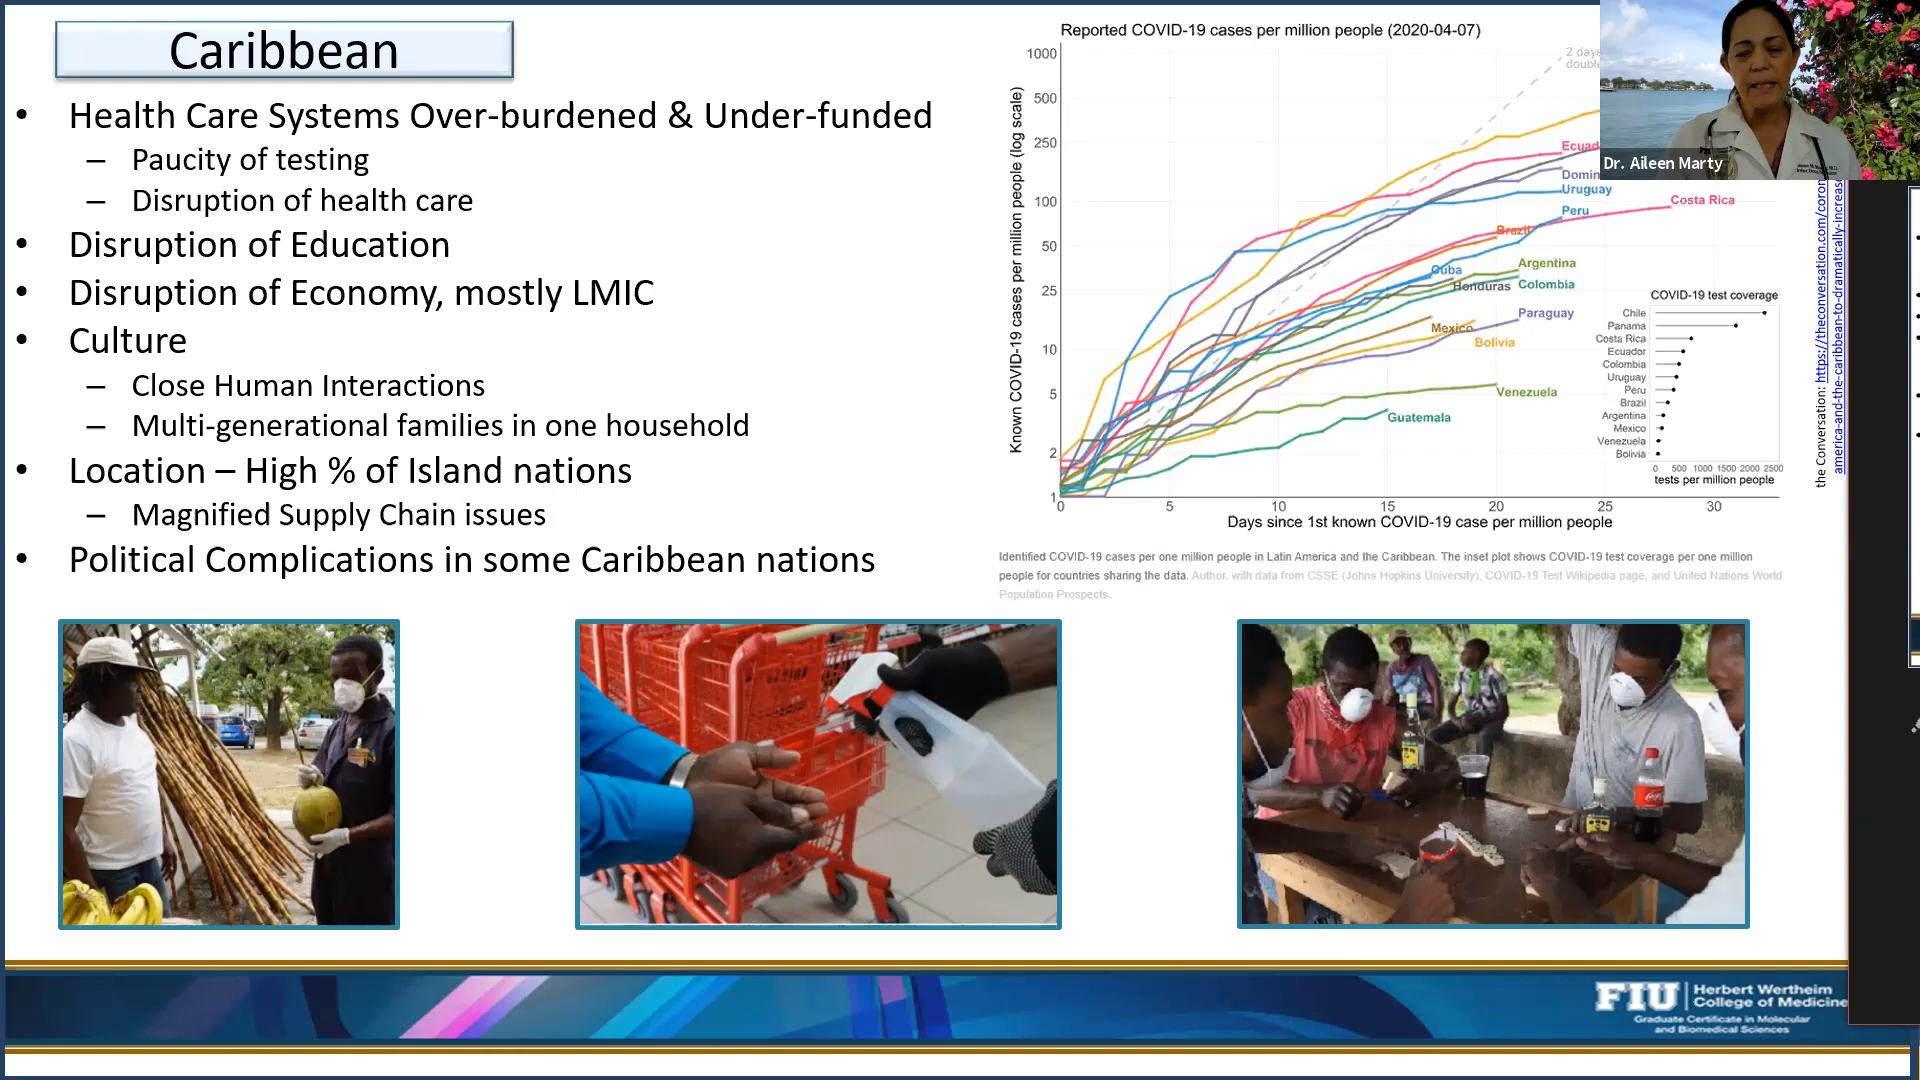 Caribbean
• Health Care Systems Over-burdened & Under-funded
– Paucity of testing
– Disruption of health care
• Disruption of Education
• Disruption of Economy, mostly LMIC
• Culture
– Close Human Interactions
– Multi-generational families in one household
• Location – High % of Island nations
– Magnified Supply Chain issues
• Political Complications in some Caribbean nations
Reported COVID-19 cases per million people (2020-04-07)
Known COVID-19 cases per million people (log scale)
1000
500
250
100
50
25
10
5
2
1
0 5 10 15 20 25 30
Days since 1st known COVID-19 case per million people
2 days
double
Ecuad
Domin
Uruguay
Costa Rica
Peru
Brazil
Argentina
Cuba
Colombia
Honduras
Paraguay
Mexico
Bolivia
Venezuela
Guatemala
COVID-19 test coverage
Chile
Panama
Costa Rica
Ecuador
Colombia
Uruguay
Peru
Brazil
Argentina
Mexico
Venezuela
Bolivia
0 500 1000 1500 2000 2500
tests per million people
Identified COVID-19 cases per one million people in Latin America and the Caribbean. The inset plot shows COVID-19 test coverage per one million
people for countries sharing the data. Author, with data from CSSE (Johns Hopkins University), COVID-19 Test Wikipedia page, and United Nations World
Population Prospects.
the Conversation: https://theconversation.com/coron
america-and-the-caribbean-to-dramatically-increas
Dr. Aileen Marty
FIU
Herbert Wertheim
College of Medicine
Graduate Certificate in Molecular
and Biomedical Sciences